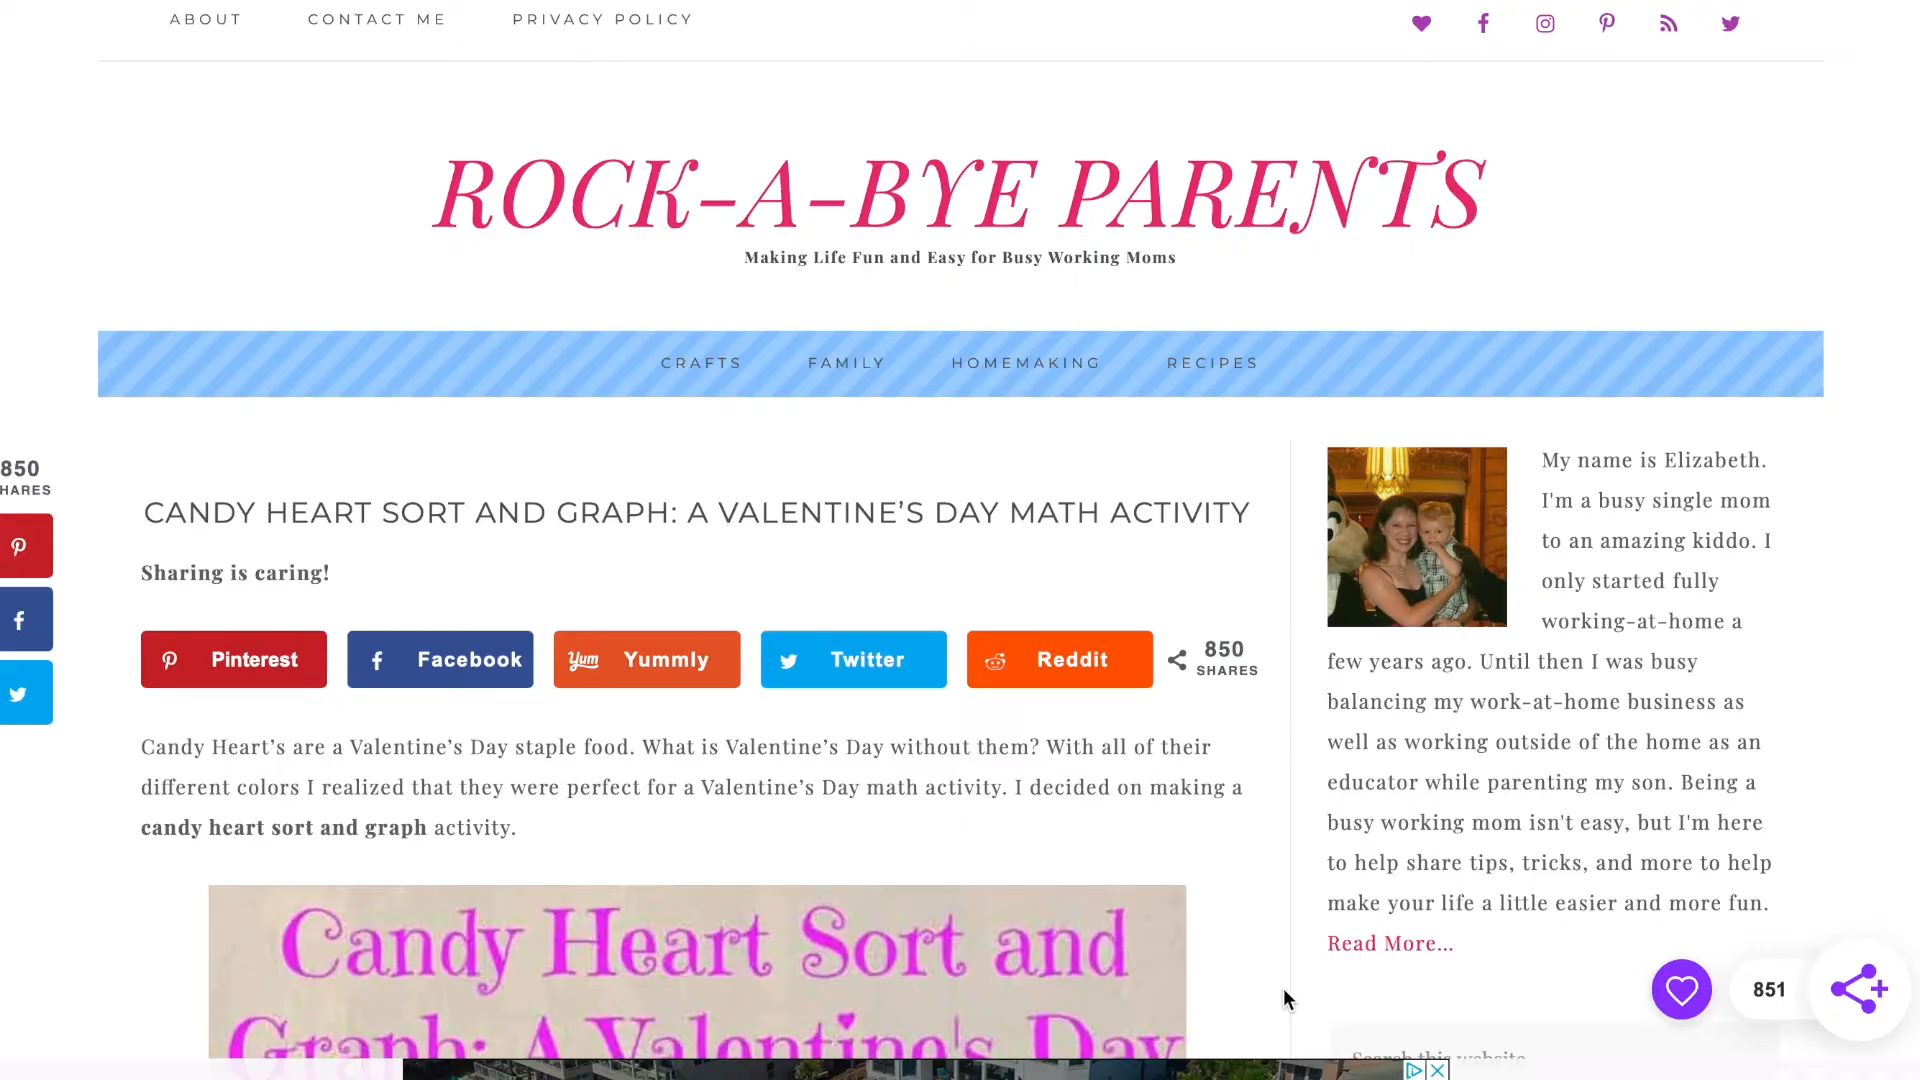 ABOUT CONTACT ME PRIVACY POLICY
ROCK-A-BYE PARENTS
Making Life Fun and Easy for Busy Working Moms
CRAFTS FAMILY HOMEMAKING RECIPES
850
HARES
CANDY HEART SORT AND GRAPH: A VALENTINE’S DAY MATH ACTIVITY
Sharing is caring!
Pinterest Facebook Yum Yummly Twitter Reddit 850
SHARES
Candy Heart’s are a Valentine’s Day staple food. What is Valentine’s Day without them? With all of their
different colors I realized that they were perfect for a Valentine’s Day math activity. I decided on making a
candy heart sort and graph activity.
Candy Heart Sort and
Graph: A Valentine's Day
My name is Elizabeth.
I'm a busy single mom
to an amazing kiddo. I
only started fully
working-at-home a
few years ago. Until then I was busy
balancing my work-at-home business as
well as working outside of the home as an
educator while parenting my son. Being a
busy working mom isn't easy, but I'm here
to help share tips, tricks, and more to help
make your life a little easier and more fun.
Read More...
851
Search this website